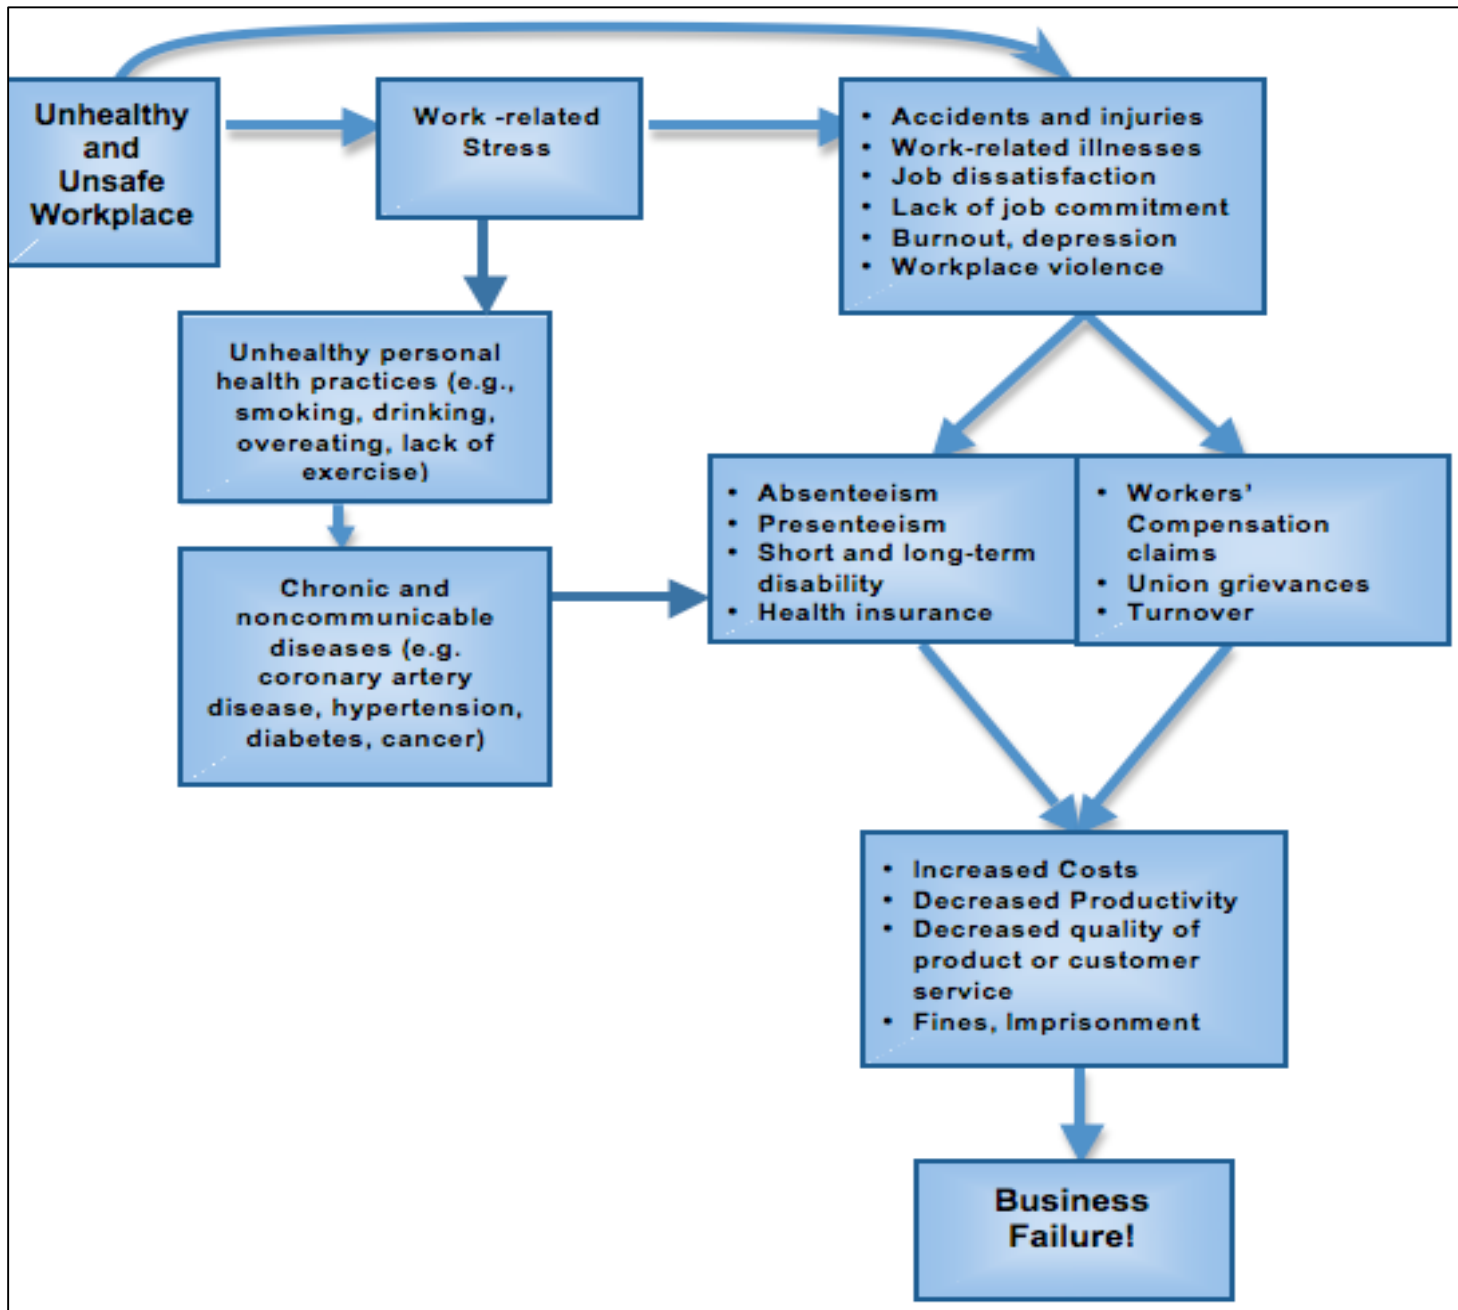 Unhealthy
and
Unsafe
Workplace
Work -related
Stress
• Accidents and injuries
• Work-related illnesses
• Job dissatisfaction
• Lack of job commitment
• Burnout, depression
• Workplace violence
Unhealthy personal
health practices (e.g.,
smoking, drinking,
overeating, lack of
exercise)
Chronic and
noncommunicable
diseases (e.g.
coronary artery
disease, hypertension,
diabetes, cancer)
• Absenteeism
• Presenteeism
• Short and long-term
disability
• Health insurance
• Workers’
Compensation
claims
• Union grievances
• Turnover
• Increased Costs
• Decreased Productivity
• Decreased quality of
product or customer
service
• Fines, Imprisonment
Business
Failure!